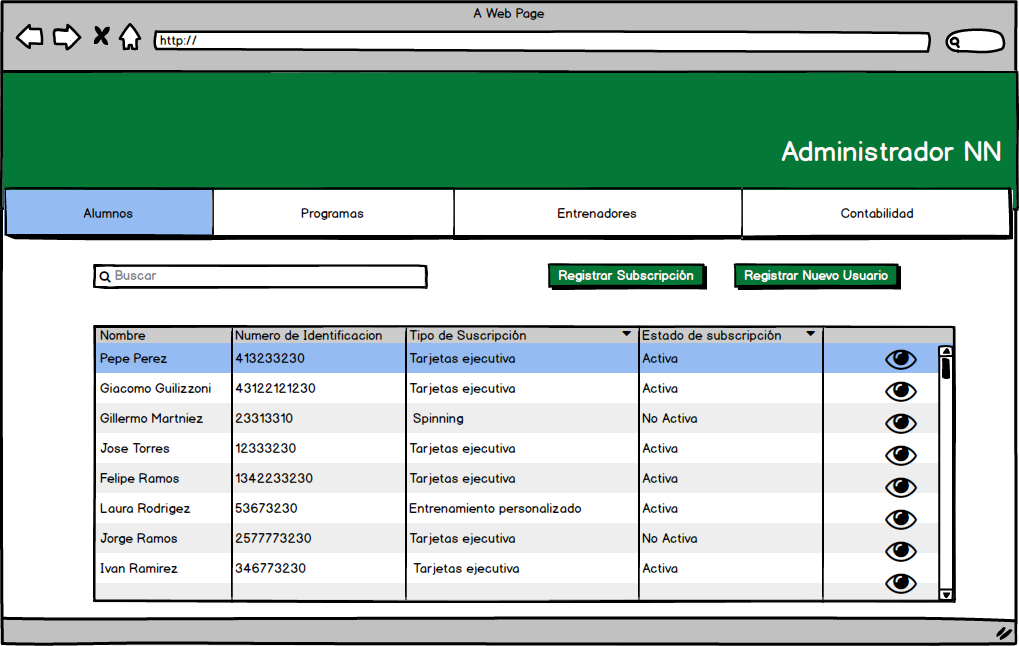 A Web Page
http://
Administrador NN
Alumnos Programas Entrenadores Contabilidad
Buscar Registrar Subscripción Registrar Nuevo Usuario
Nombre Numero de Identificacion Tipo de Suscripción Estado de subscripción
Pepe Perez 413233230 Tarjetas ejecutiva Activa
Giacomo Guilizzoni 43122121230 Tarjetas ejecutiva Activa
Gillermo Martniez 23313310 Spinning No Activa
Jose Torres 12333230 Tarjetas ejecutiva Activa
Felipe Ramos 1342233230 Tarjetas ejecutiva Activa
Laura Rodrigez 53673230 Entrenamiento personalizado Activa
Jorge Ramos 2577773230 Tarjetas ejecutiva No Activa
Ivan Ramirez 346773230 Tarjetas ejecutiva Activa